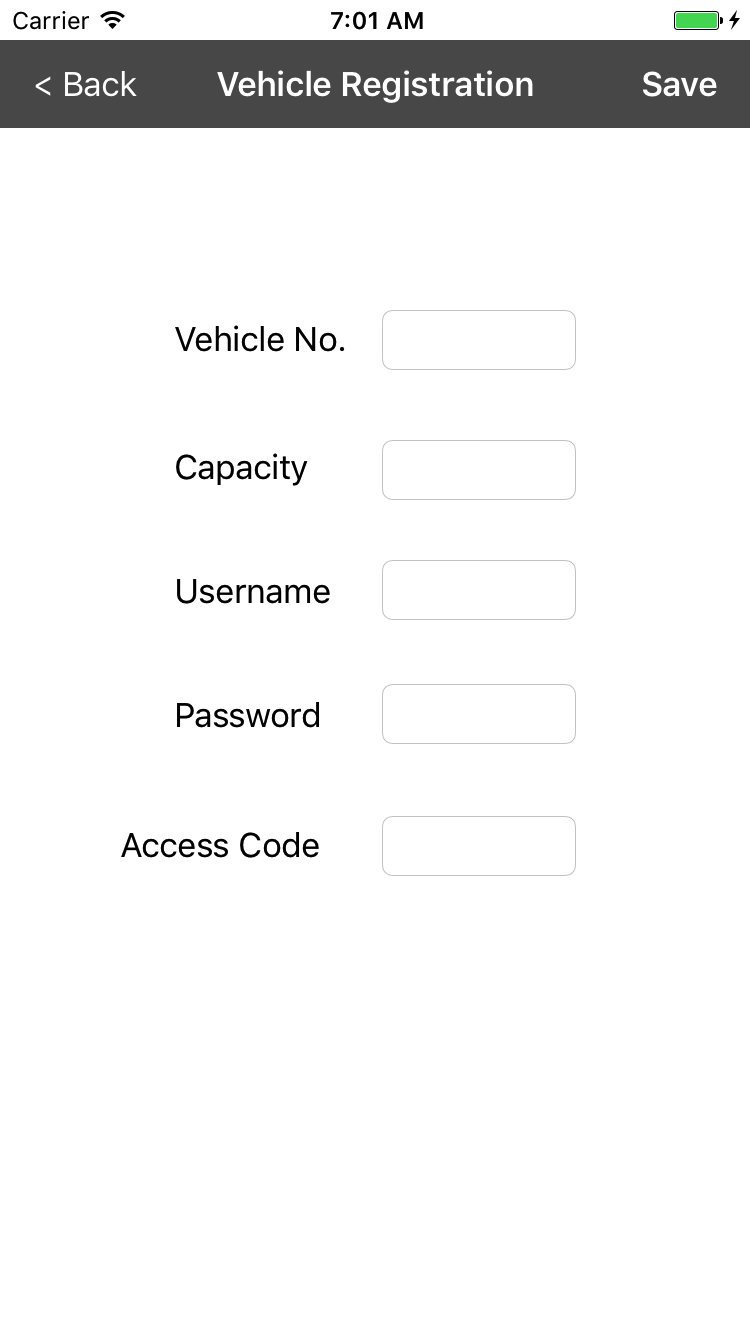 Carrier 7:01 AM
< Back Vehicle Registration Save
Vehicle No.
Capacity
Username
Password
Access Code